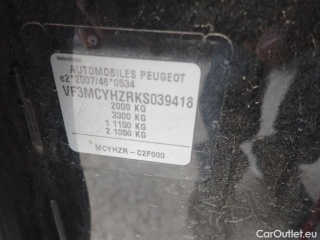 AUTOMOBILES PEUGEOT
e2*2007/46*0534
VF3MCYHZRKS039418
2000 KG
3300 KG
1 1150 KG
2 1050 KG
MCYHZR - C2F000
CarOutlet.eu